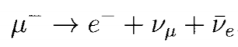 μ⁻ → e⁻ + ν_μ + ν̄_e